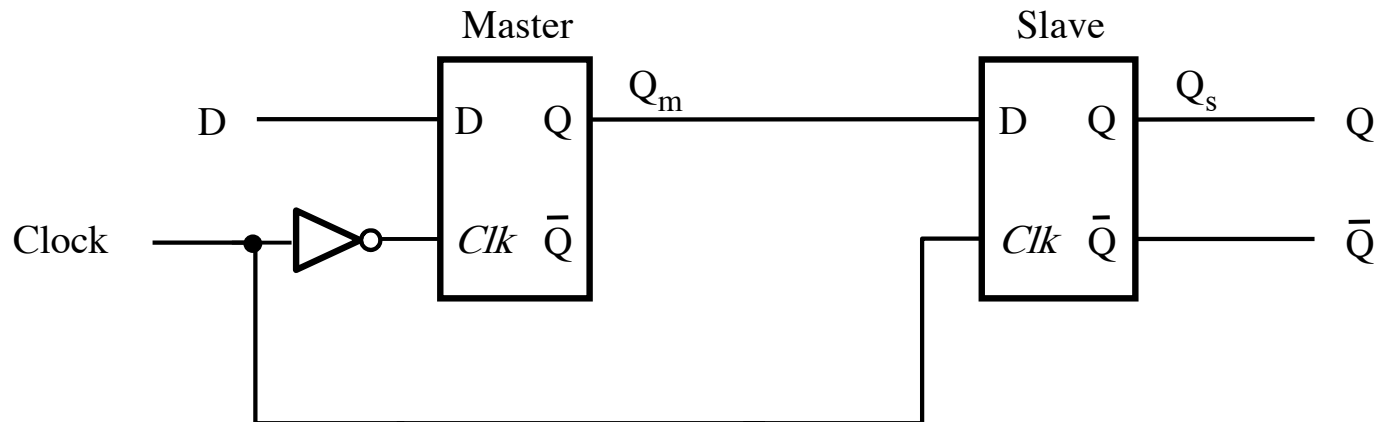 Master Slave
Q_m Q_s
D D Q D Q Q
Clock Clk Q̅ Clk Q̅ Q̅